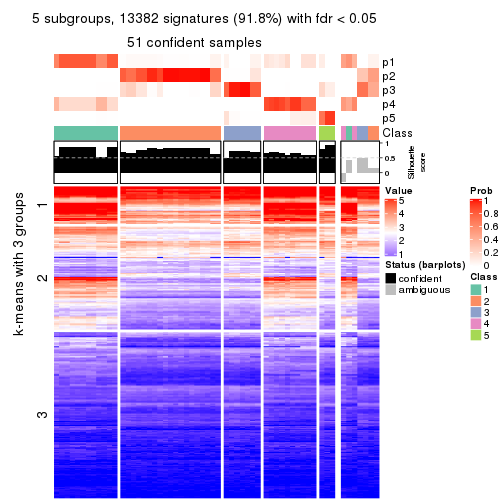 5 subgroups, 13382 signatures (91.8%) with fdr < 0.05
51 confident samples
p1
p2
p3
p4
p5
Class
1
0.5
0
Silhouette
score
k-means with 3 groups
1
2
3
Value
5
4
3
2
1
Status (barplots)
confident
ambiguous
Prob
1
0.8
0.6
0.4
0.2
0
Class
1
2
3
4
5